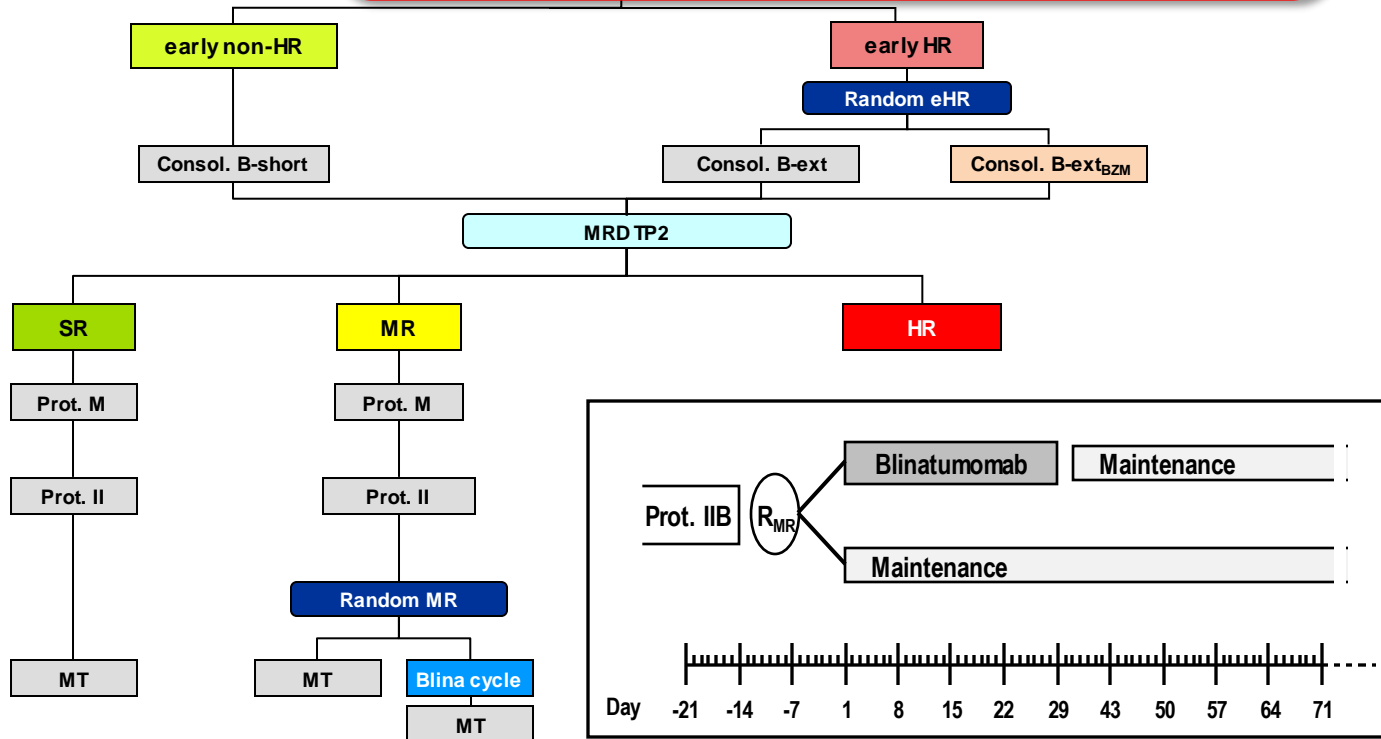 early non-HR
early HR
Random eHR
Consol. B-short
Consol. B-ext
Consol. B-extBZM
MRD TP2
SR
MR
HR
Prot. M
Prot. M
Prot. II
Prot. II
Random MR
MT
MT
Blina cycle
MT
Blinatumomab
Maintenance
Prot. IIB
RMR
Maintenance
Day -21 -14 -7 1 8 15 22 29 43 50 57 64 71